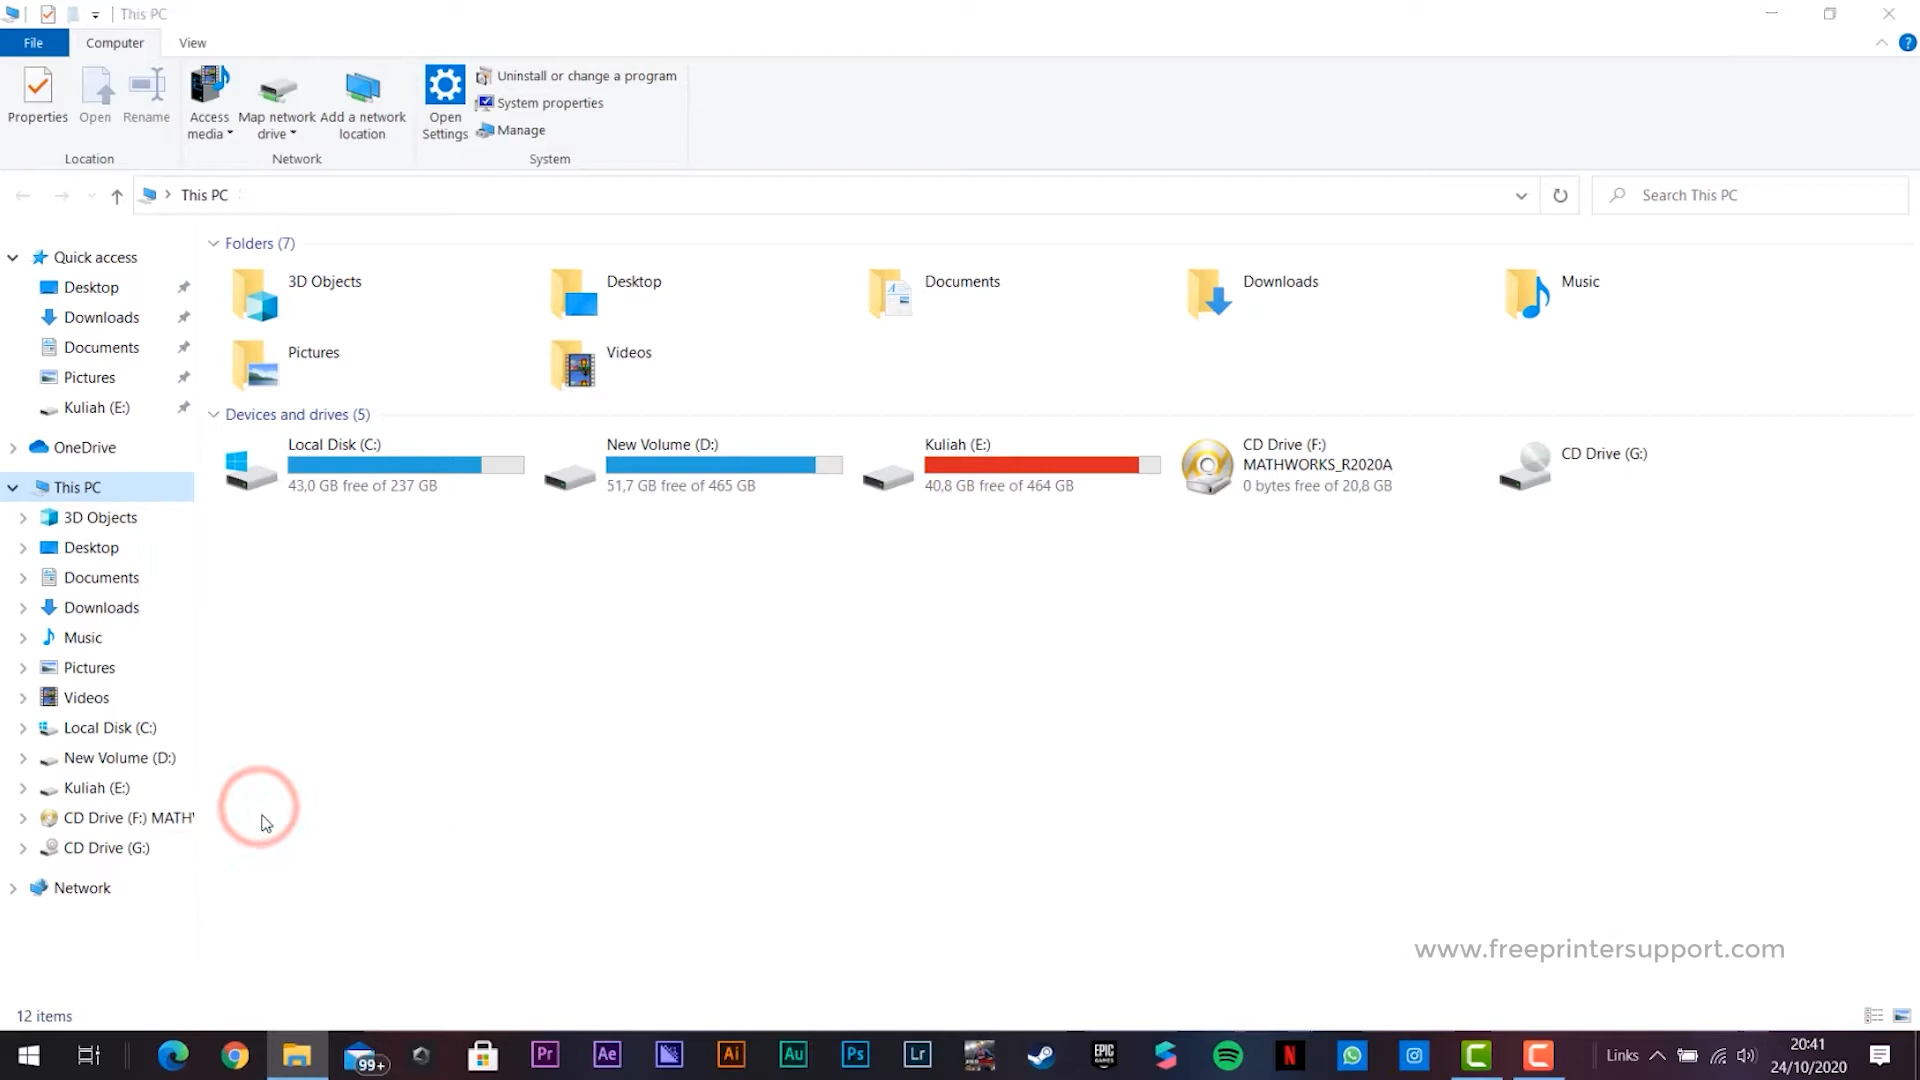 This PC
File Computer View
Properties Open Rename Access media Map network drive Add a network location Open Settings
Uninstall or change a program
System properties
Manage
Location Network System
This PC
Search This PC
Quick access
Desktop
Downloads
Documents
Pictures
Kuliah (E:)
OneDrive
This PC
3D Objects
Desktop
Documents
Downloads
Music
Pictures
Videos
Local Disk (C:)
New Volume (D:)
Kuliah (E:)
CD Drive (F:) MATH
CD Drive (G:)
Network
Folders (7)
3D Objects
Desktop
Documents
Downloads
Music
Pictures
Videos
Devices and drives (5)
Local Disk (C:)
43,0 GB free of 237 GB
New Volume (D:)
51,7 GB free of 465 GB
Kuliah (E:)
40,8 GB free of 464 GB
CD Drive (F:)
MATHWORKS_R2020A
0 bytes free of 20,8 GB
CD Drive (G:)
www.freeprintersupport.com
12 items
99+
Pr Ae Ai Au Ps Lr
EPIC GAMES
N
Links
20:41
24/10/2020